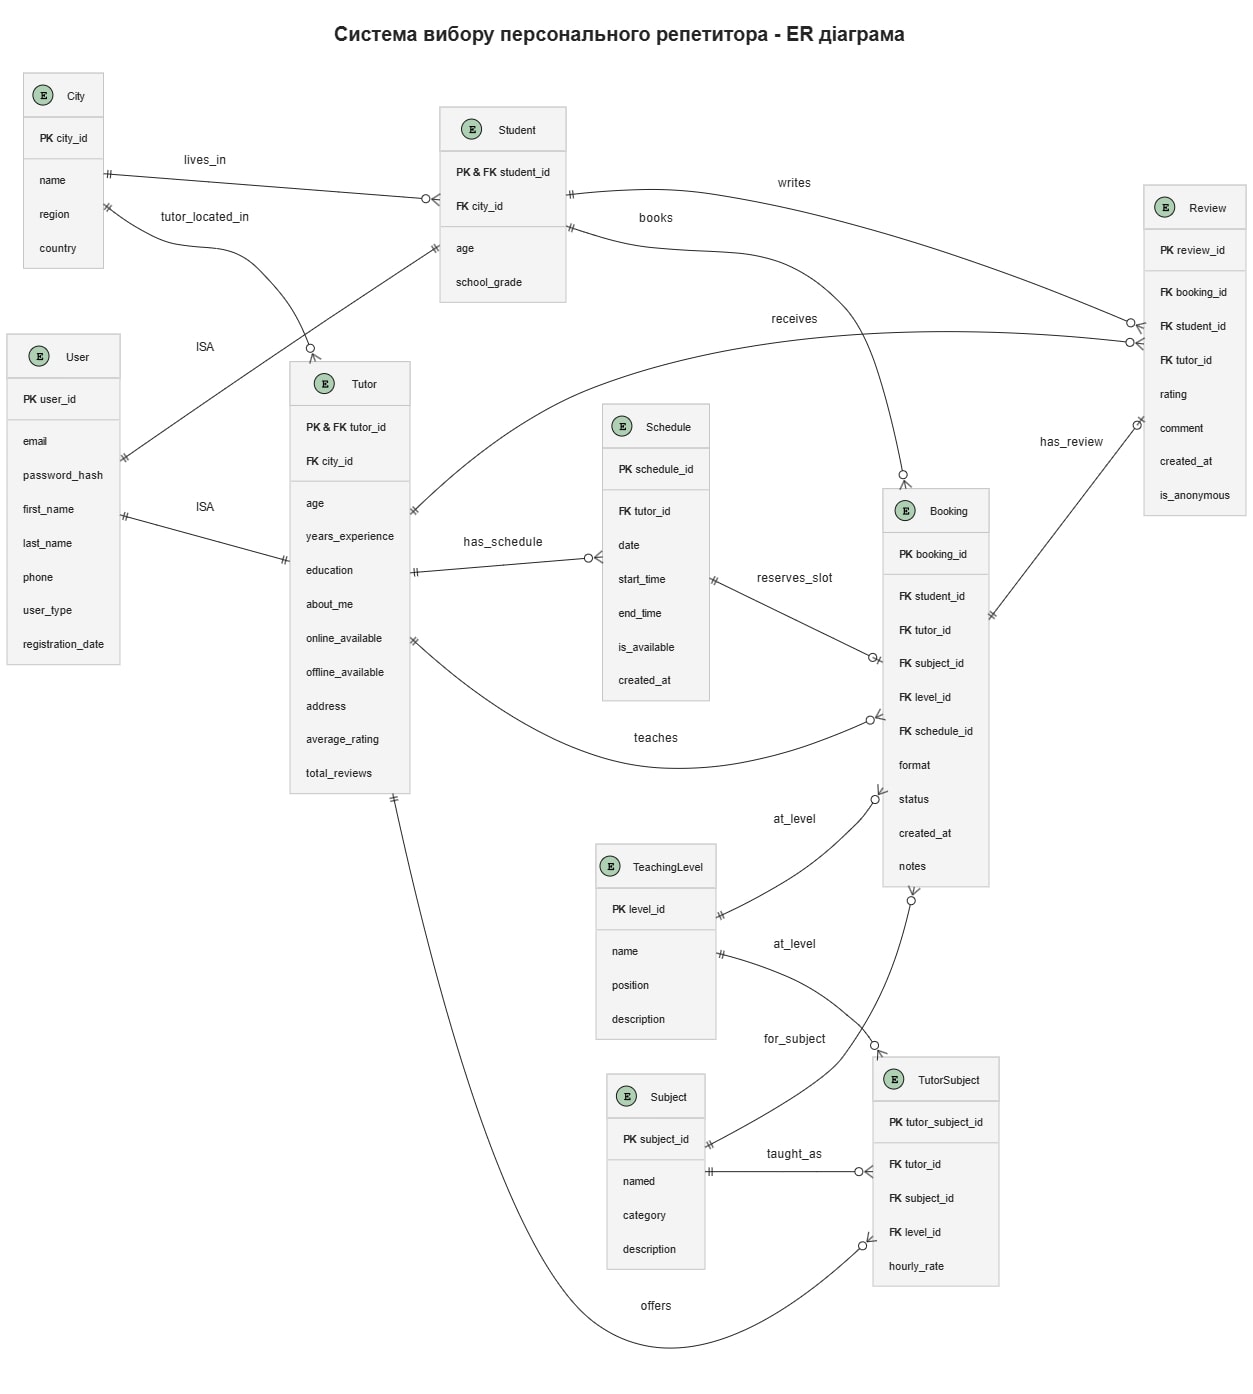 Система вибору персонального репетитора - ER діаграма
E City
PK city_id
name
region
country
lives_in
tutor_located_in
E Student
PK & FK student_id
FK city_id
age
school_grade
writes
books
receives
E Review
PK review_id
FK booking_id
FK student_id
FK tutor_id
rating
comment
created_at
is_anonymous
has_review
E User
PK user_id
email
password_hash
first_name
last_name
phone
user_type
registration_date
ISA
ISA
E Tutor
PK & FK tutor_id
FK city_id
age
years_experience
education
about_me
online_available
offline_available
address
average_rating
total_reviews
has_schedule
E Schedule
PK schedule_id
FK tutor_id
date
start_time
end_time
is_available
created_at
reserves_slot
teaches
E Booking
PK booking_id
FK student_id
FK tutor_id
FK subject_id
FK level_id
FK schedule_id
format
status
created_at
notes
at_level
E TeachingLevel
PK level_id
name
position
description
at_level
for_subject
E Subject
PK subject_id
named
category
description
taught_as
E TutorSubject
PK tutor_subject_id
FK tutor_id
FK subject_id
FK level_id
hourly_rate
offers